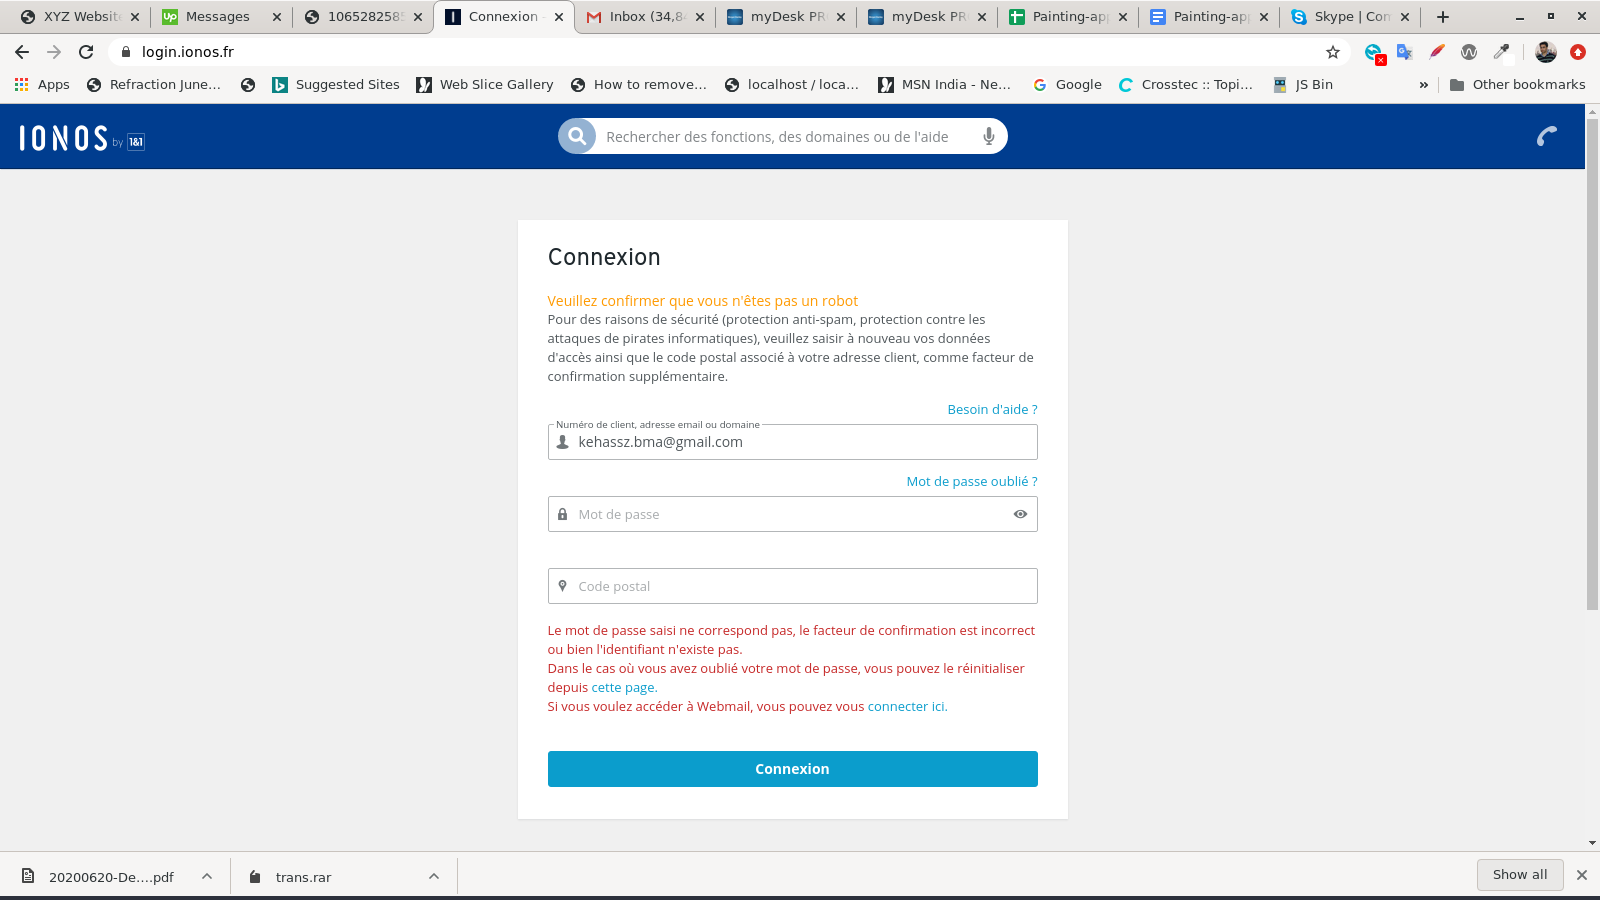 XYZ Website
Messages
1065282585
Connexion -
Inbox (34,8
myDesk PR
myDesk PR
Painting-ap
Painting-ap
Skype | Con
login.ionos.fr
Apps
Refraction June...
Suggested Sites
Web Slice Gallery
How to remove...
localhost / loca...
MSN India - Ne...
Google
Crosstec :: Topi...
JS Bin
»
Other bookmarks
IONOS by 1&1
Rechercher des fonctions, des domaines ou de l'aide
Connexion
Veuillez confirmer que vous n'êtes pas un robot
Pour des raisons de sécurité (protection anti-spam, protection contre les
attaques de pirates informatiques), veuillez saisir à nouveau vos données
d'accès ainsi que le code postal associé à votre adresse client, comme facteur de
confirmation supplémentaire.
Besoin d'aide ?
Numéro de client, adresse email ou domaine
kehassz.bma@gmail.com
Mot de passe oublié ?
Mot de passe
Code postal
Le mot de passe saisi ne correspond pas, le facteur de confirmation est incorrect
ou bien l'identifiant n'existe pas.
Dans le cas où vous avez oublié votre mot de passe, vous pouvez le réinitialiser
depuis cette page.
Si vous voulez accéder à Webmail, vous pouvez vous connecter ici.
Connexion
20200620-De....pdf
trans.rar
Show all